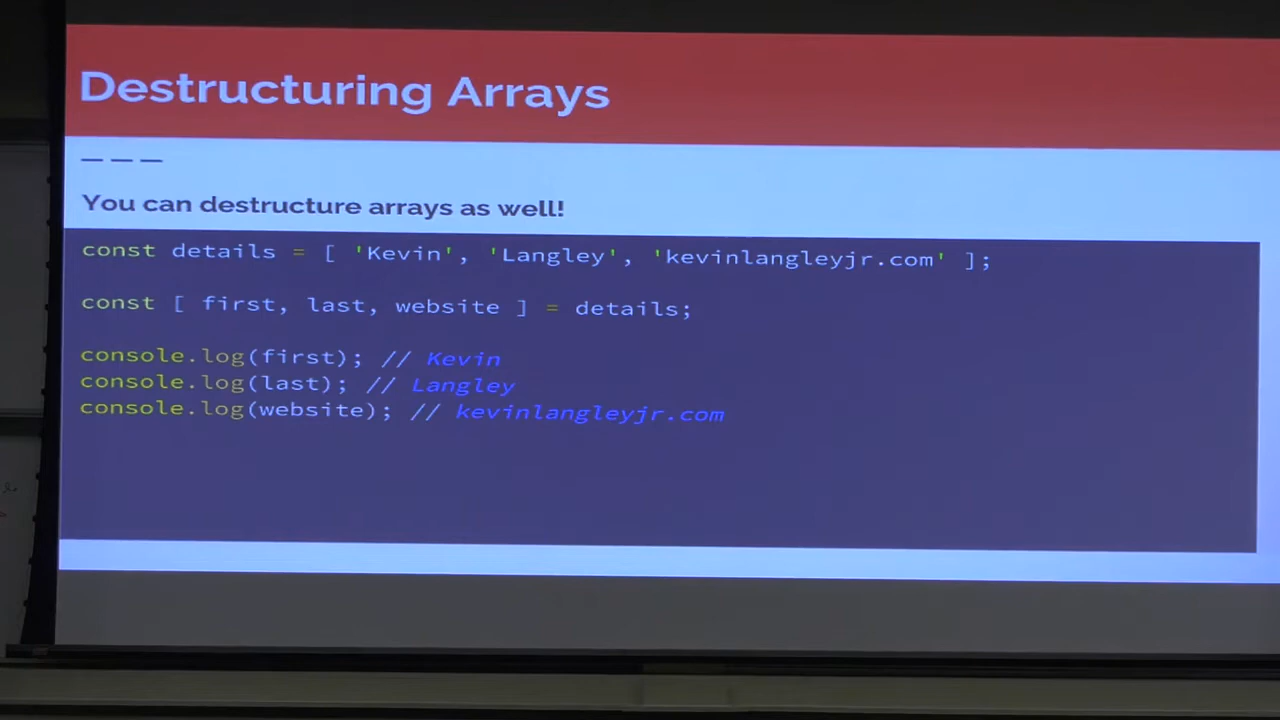 Destructuring Arrays
___
You can destructure arrays as well!
const details = [ 'Kevin', 'Langley', 'kevinlangleyjr.com' ];
const [ first, last, website ] = details;
console.log(first); // Kevin
console.log(last); // Langley
console.log(website); // kevinlangleyjr.com